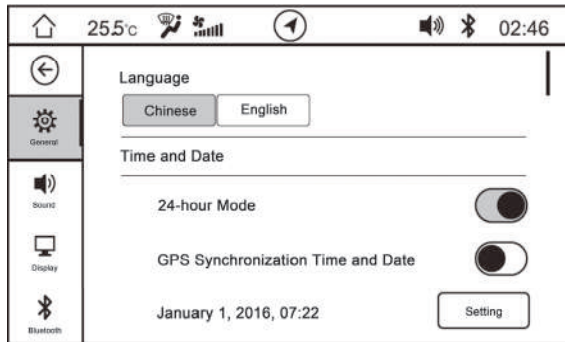 25.5°c 02:46
Language
Chinese English
General
Time and Date
Sound
24-hour Mode
Display
GPS Synchronization Time and Date
Bluetooth
January 1, 2016, 07:22 Setting